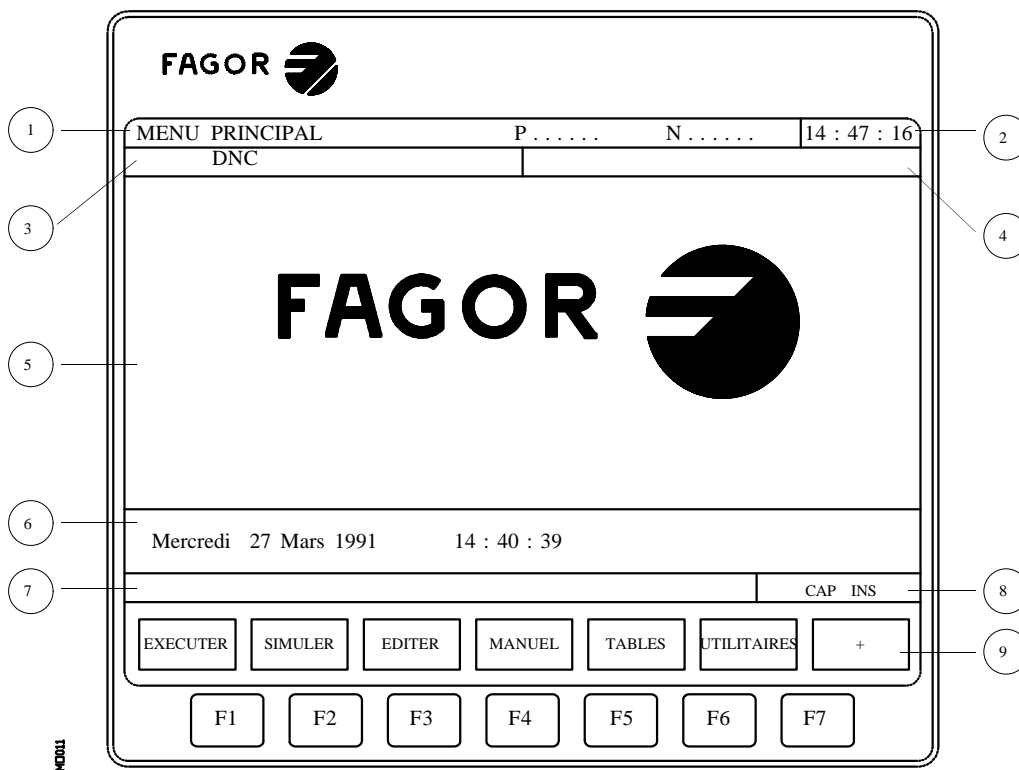 FAGOR
1 MENU PRINCIPAL P . . . . . . N . . . . . . 14 : 47 : 16 2
DNC
3 4
FAGOR
5
6
Mercredi 27 Mars 1991 14 : 40 : 39
7 CAP INS 8
EXECUTER SIMULER EDITER MANUEL TABLES UTILITAIRES + 9
F1 F2 F3 F4 F5 F6 F7